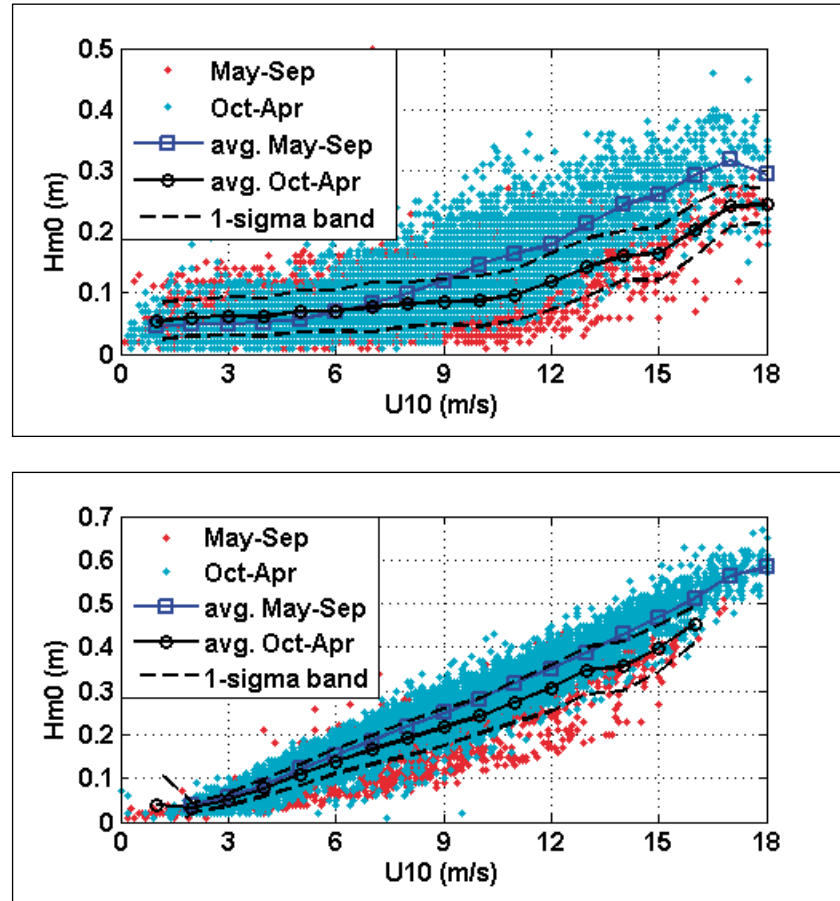 0.5
0.4
0.3
0.2
0.1
0
Hm0 (m)
May-Sep
Oct-Apr
avg. May-Sep
avg. Oct-Apr
1-sigma band
0 3 6 9 12 15 18
U10 (m/s)
0.7
0.6
0.5
0.4
0.3
0.2
0.1
0
Hm0 (m)
May-Sep
Oct-Apr
avg. May-Sep
avg. Oct-Apr
1-sigma band
0 3 6 9 12 15 18
U10 (m/s)